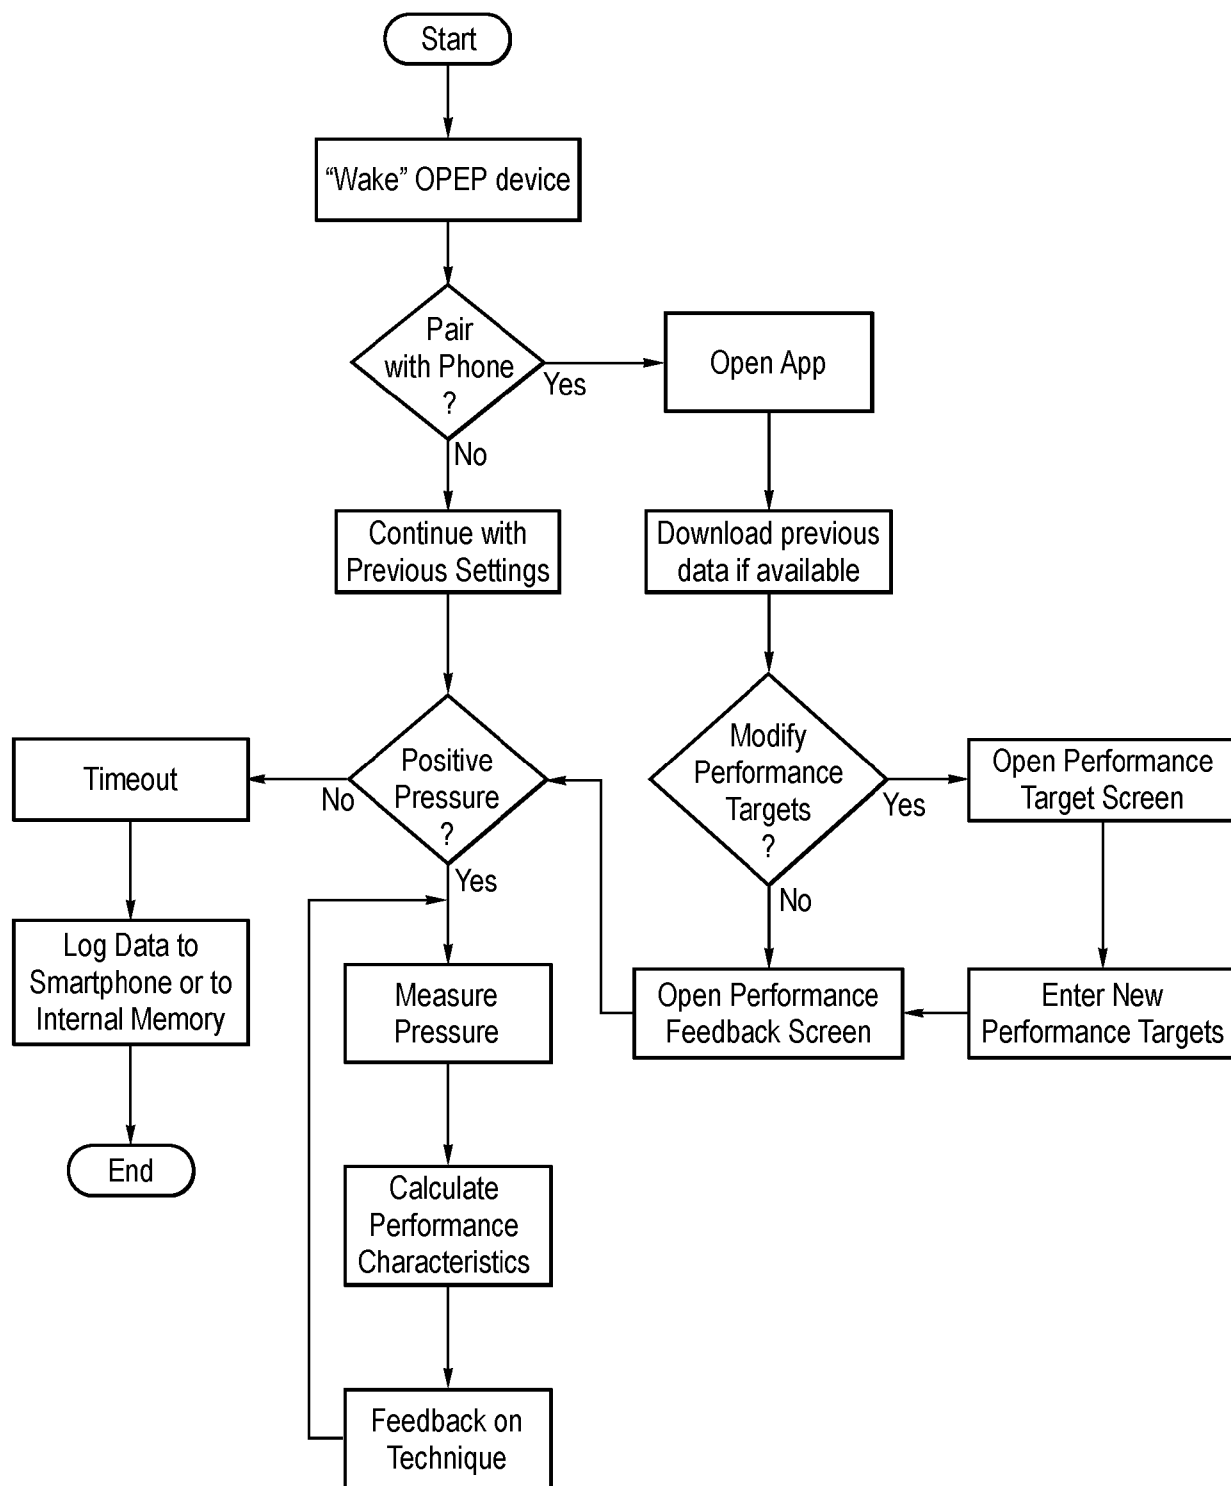 Start
“Wake” OPEP device
Pair
with Phone
?
Yes
Open App
No
Continue with
Previous Settings
Download previous
data if available
Timeout
No
Positive
Pressure
?
Yes
Modify
Performance
Targets
?
Yes
No
Open Performance
Target Screen
Log Data to
Smartphone or to
Internal Memory
Measure
Pressure
Open Performance
Feedback Screen
Enter New
Performance Targets
End
Calculate
Performance
Characteristics
Feedback on
Technique